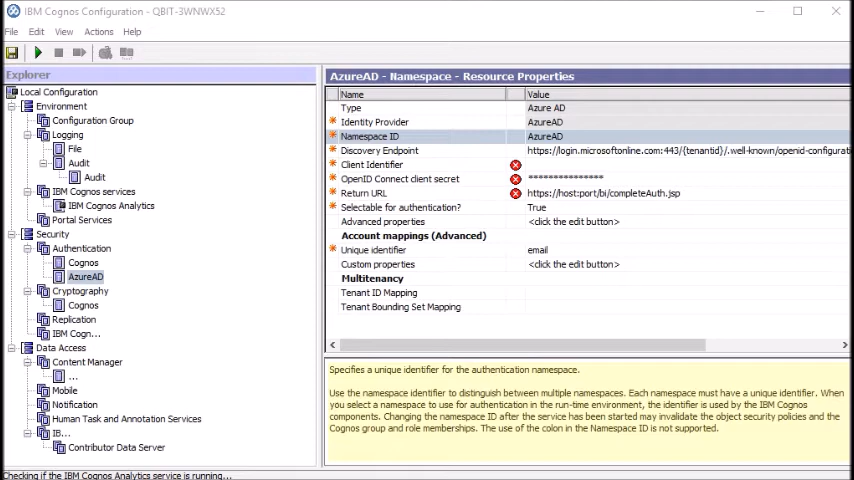 IBM Cognos Configuration - QBIT-3WNWX52
File Edit View Actions Help
Explorer
Local Configuration
Environment
Configuration Group
Logging
File
Audit
Audit
IBM Cognos services
IBM Cognos Analytics
Portal Services
Security
Authentication
Cognos
AzureAD
Cryptography
Cognos
Replication
IBM Cogn...
Data Access
Content Manager
...
Mobile
Notification
Human Task and Annotation Services
IB...
Contributor Data Server
AzureAD - Namespace - Resource Properties
Name Value
Type Azure AD
* Identity Provider AzureAD
* Namespace ID AzureAD
* Discovery Endpoint https://login.microsoftonline.com:443/{tenantid}/.well-known/openid-configurati
* Client Identifier
* OpenID Connect client secret ***************
* Return URL https://host:port/bi/completeAuth.jsp
* Selectable for authentication? True
Advanced properties <click the edit button>
Account mappings (Advanced)
* Unique identifier email
Custom properties <click the edit button>
Multitenancy
Tenant ID Mapping
Tenant Bounding Set Mapping
Specifies a unique identifier for the authentication namespace.
Use the namespace identifier to distinguish between multiple namespaces. Each namespace must have a unique identifier. When
you select a namespace to use for authentication in the run-time environment, the identifier is used by the IBM Cognos
components. Changing the namespace ID after the service has been started may invalidate the object security policies and the
Cognos group and role memberships. The use of the colon in the Namespace ID is not supported.
Checking if the IBM Cognos Analytics service is running...